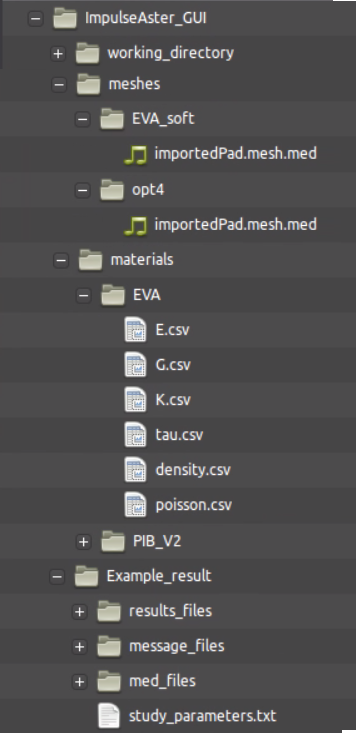 ImpulseAster_GUI
working_directory
meshes
EVA_soft
importedPad.mesh.med
opt4
importedPad.mesh.med
materials
EVA
E.csv
G.csv
K.csv
tau.csv
density.csv
poisson.csv
PIB_V2
Example_result
results_files
message_files
med_files
study_parameters.txt